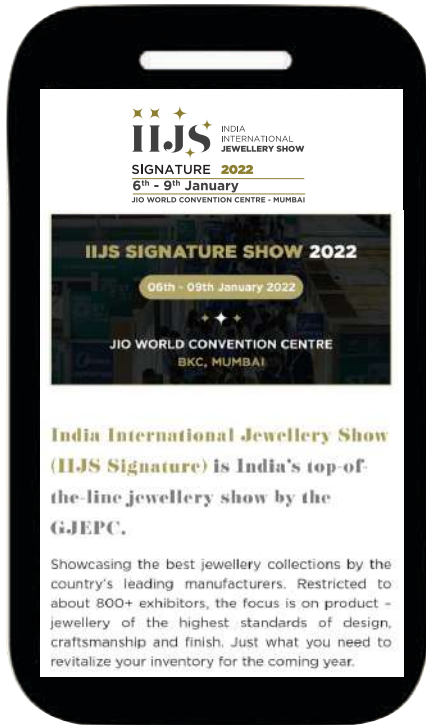 IIJS
INDIA
INTERNATIONAL
JEWELLERY SHOW
SIGNATURE 2022
6th - 9th January
JIO WORLD CONVENTION CENTRE - MUMBAI
IIJS SIGNATURE SHOW 2022
06th - 09th January 2022
JIO WORLD CONVENTION CENTRE
BKC, MUMBAI
India International Jewellery Show
(IIJS Signature) is India's top-of-
the-line jewellery show by the
GJEPC.
Showcasing the best jewellery collections by the
country's leading manufacturers. Restricted to
about 800+ exhibitors, the focus is on product –
jewellery of the highest standards of design,
craftsmanship and finish. Just what you need to
revitalize your inventory for the coming year.